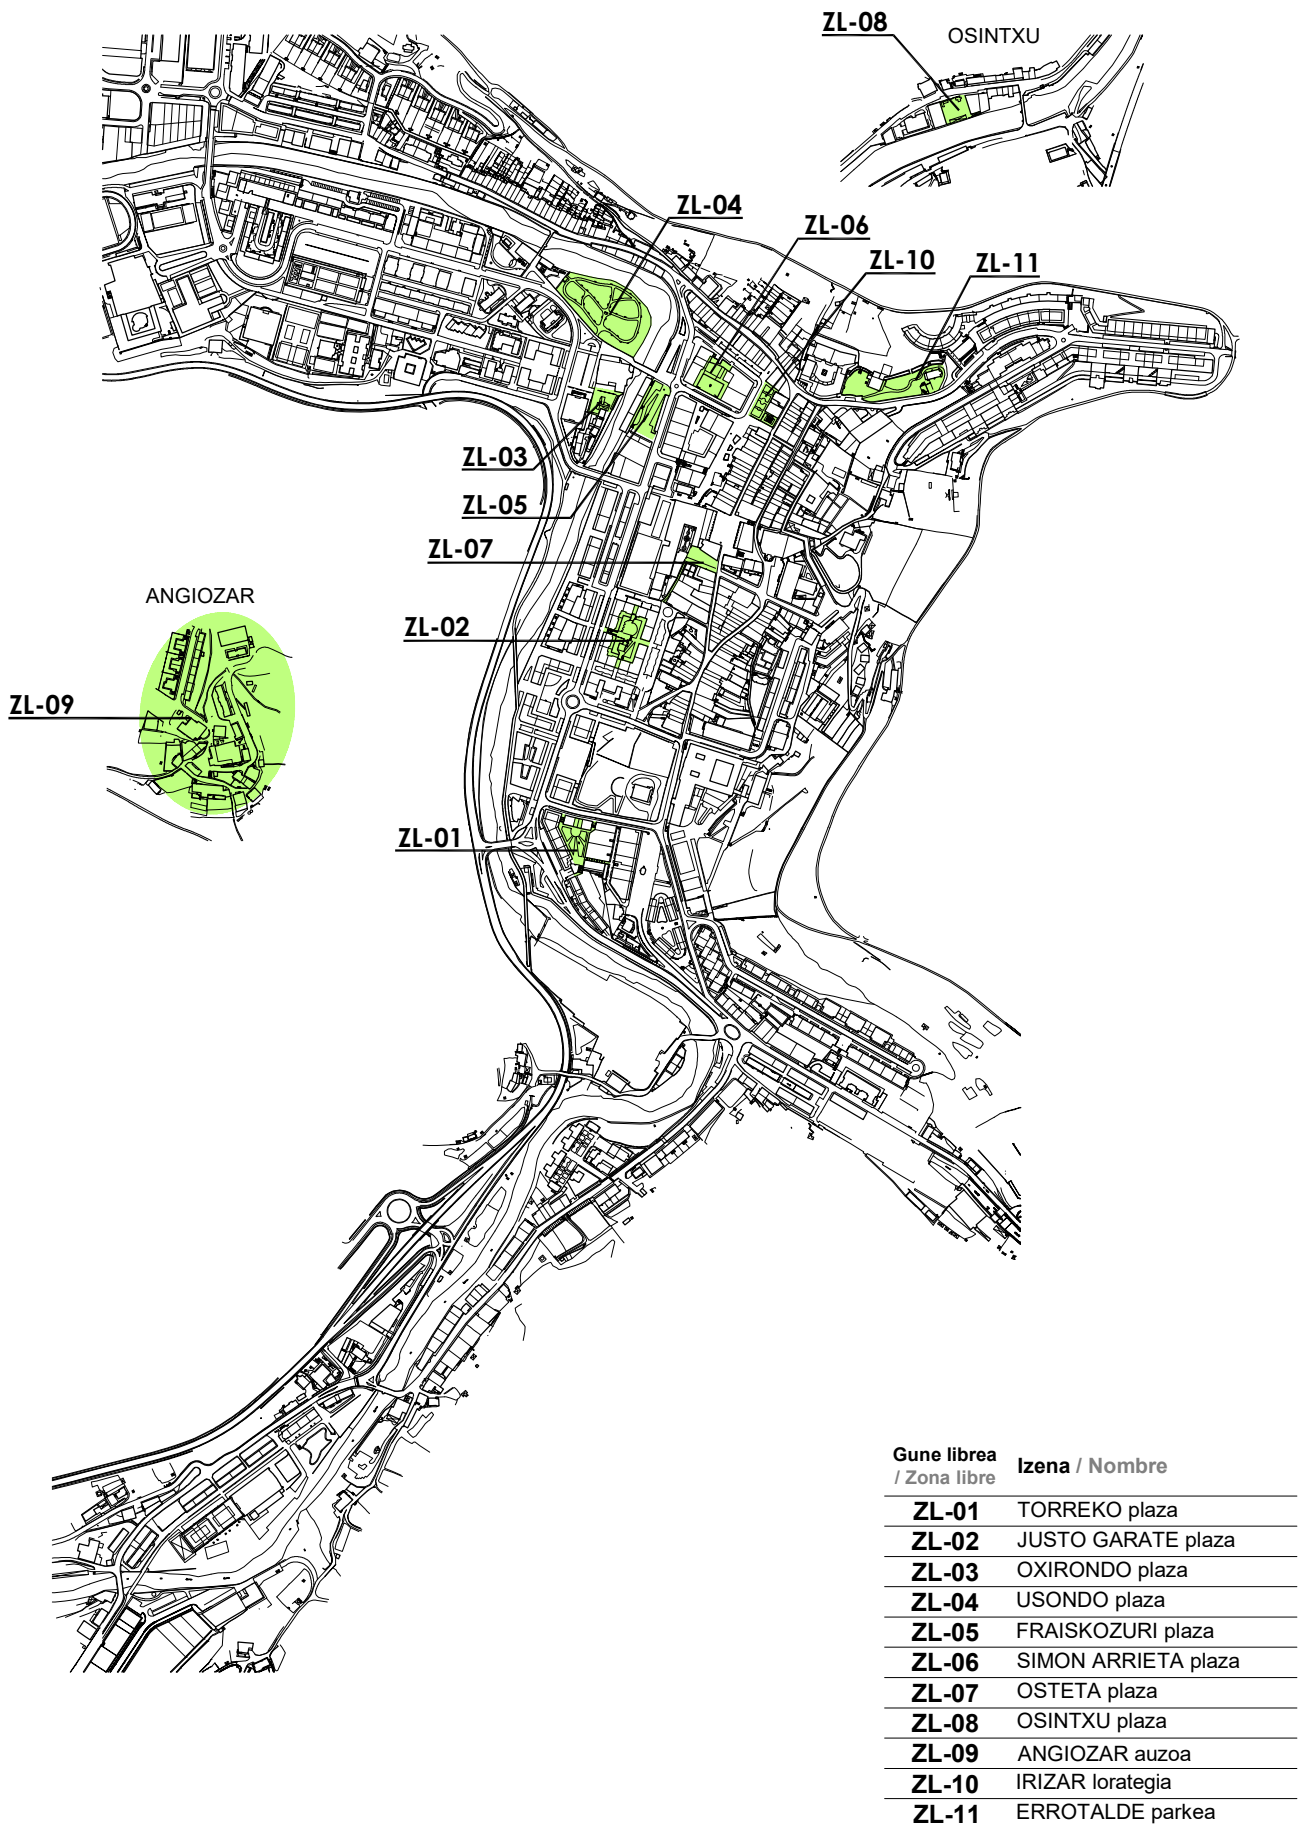 ZL-08
OSINTXU
ZL-04
ZL-06
ZL-10
ZL-11
ZL-03
ZL-05
ZL-07
ANGIOZAR
ZL-02
ZL-09
ZL-01
Gune librea
/ Zona libre
Izena / Nombre
ZL-01 TORREKO plaza
ZL-02 JUSTO GARATE plaza
ZL-03 OXIRONDO plaza
ZL-04 USONDO plaza
ZL-05 FRAISKOZURI plaza
ZL-06 SIMON ARRIETA plaza
ZL-07 OSTETA plaza
ZL-08 OSINTXU plaza
ZL-09 ANGIOZAR auzoa
ZL-10 IRIZAR lorategia
ZL-11 ERROTALDE parkea